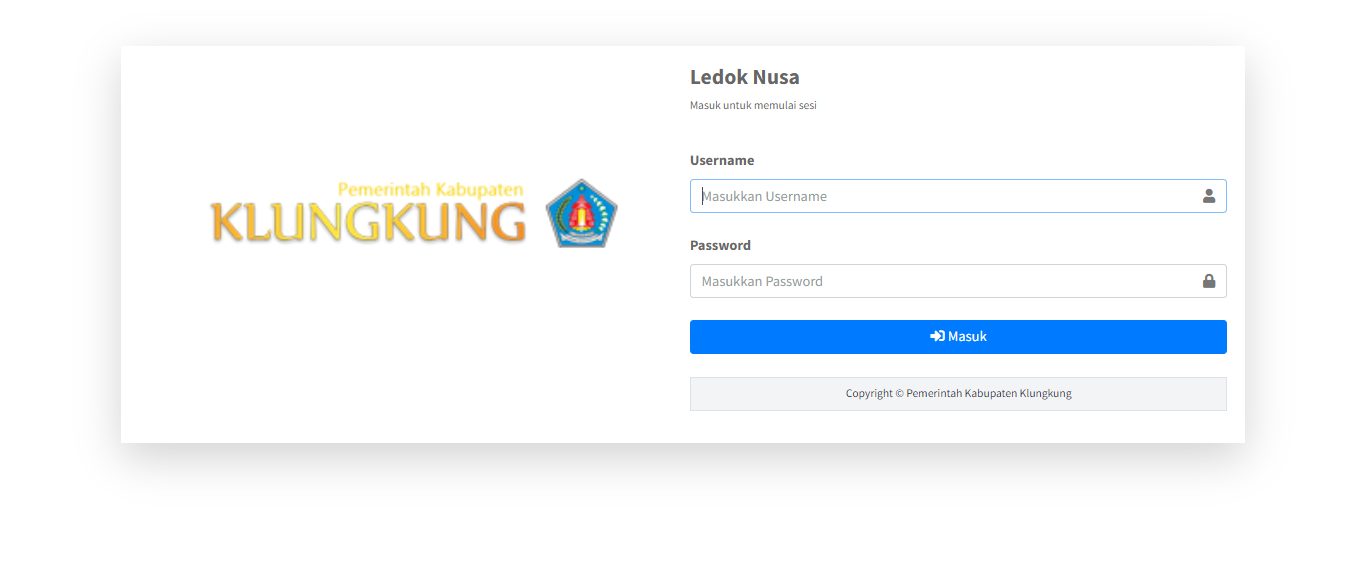 Pemerintah Kabupaten
KLUNGKUNG
Ledok Nusa
Masuk untuk memulai sesi
Username
Masukkan Username
Password
Masukkan Password
Masuk
Copyright © Pemerintah Kabupaten Klungkung